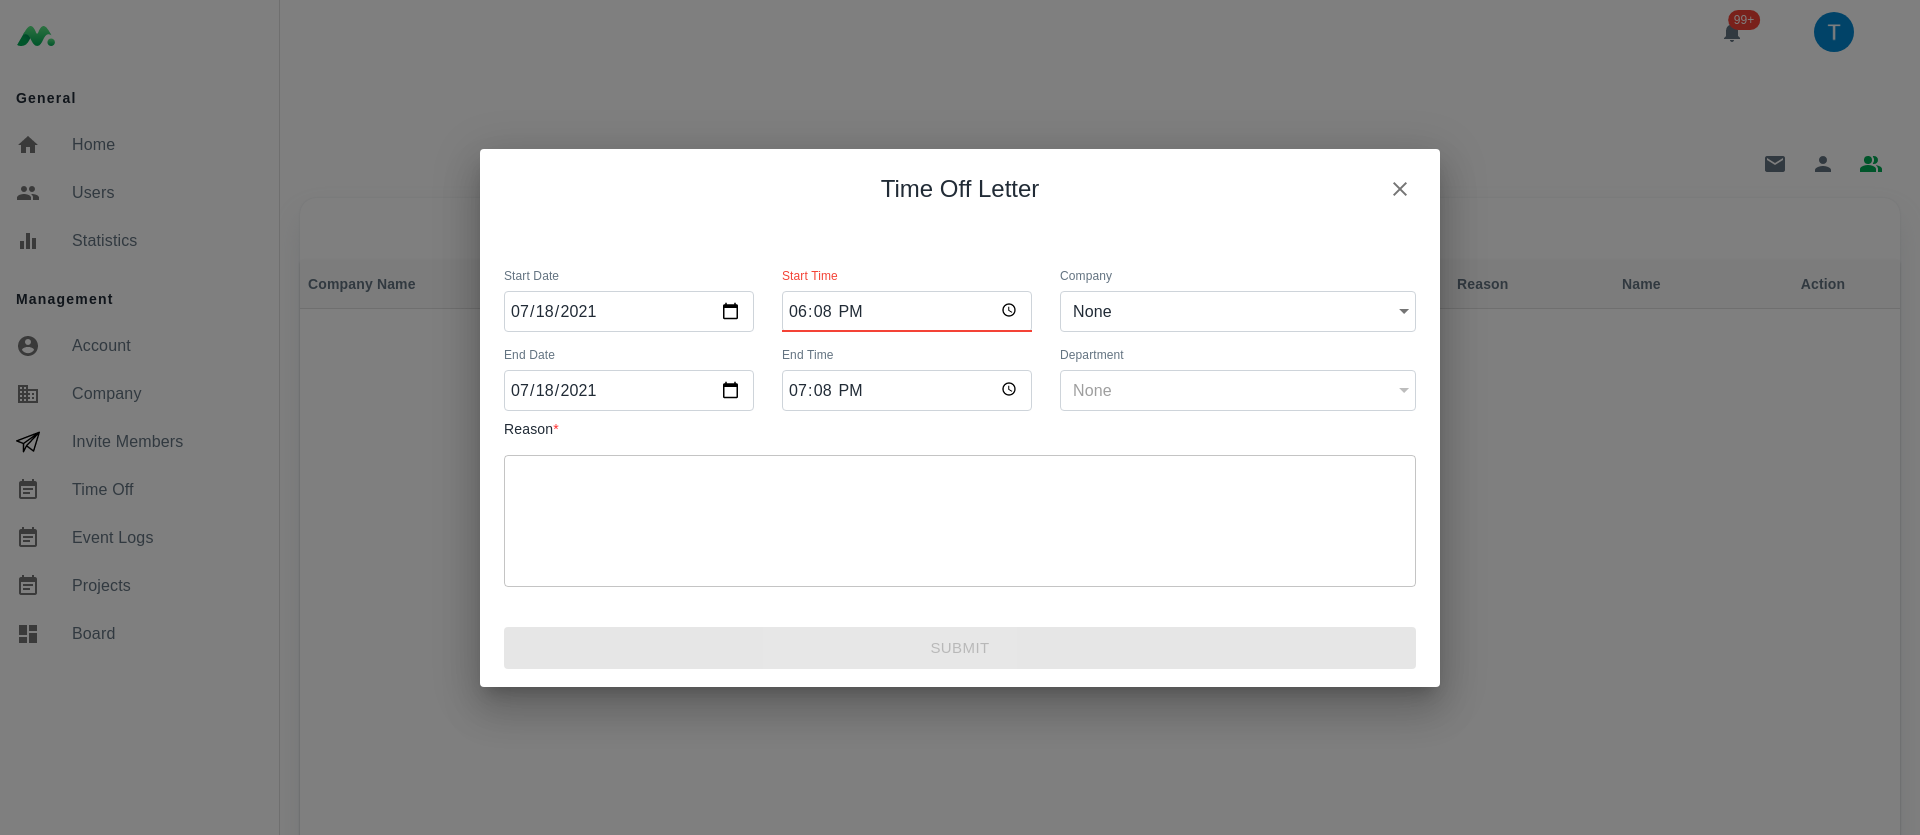 99+
T
General
Home
Users
Statistics
Management
Account
Company
Invite Members
Time Off
Event Logs
Projects
Board
Company Name
Reason
Name
Action
Time Off Letter
Start Date
Start Time
Company
07/18/2021
06:08 PM
None
End Date
End Time
Department
07/18/2021
07:08 PM
None
Reason*
SUBMIT